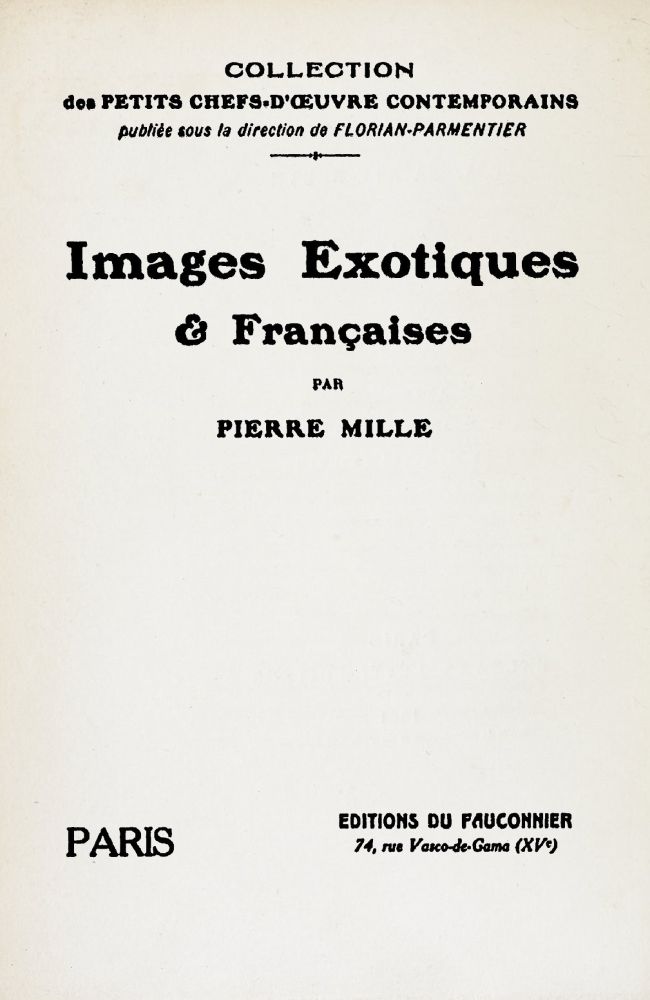 COLLECTION
des PETITS CHEFS-D'ŒUVRE CONTEMPORAINS
publiée sous la direction de FLORIAN-PARMENTIER
Images Exotiques
& Françaises
PAR
PIERRE MILLE
PARIS
EDITIONS DU FAUCONNIER
74, rue Vasco-de-Gama (XVe)